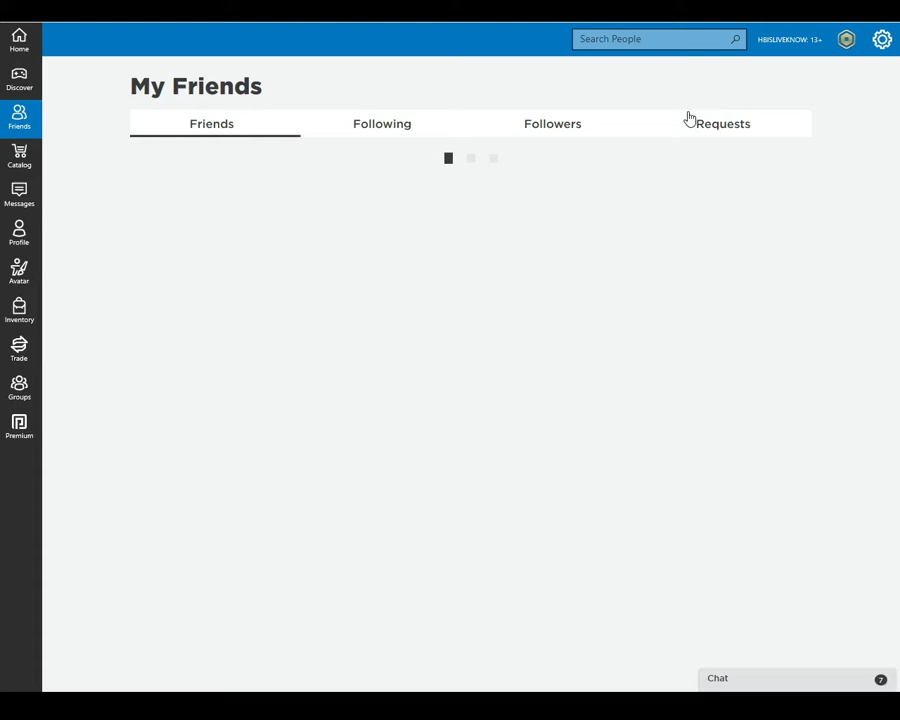 Home
Search People
HBISLIVEKNOW: 13+
Discover
My Friends
Friends
Friends Following Followers Requests
Catalog
Messages
Profile
Avatar
Inventory
Trade
Groups
Premium
Chat 7